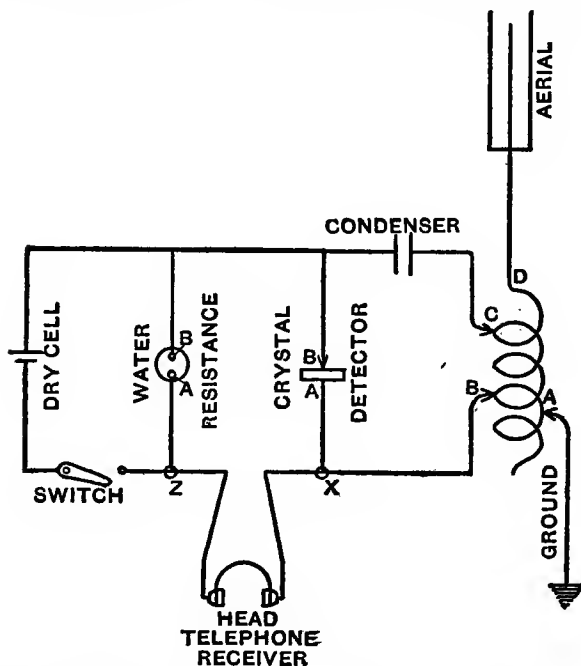 AERIAL
CONDENSER
D
C
DRY CELL
WATER
RESISTANCE
B
A
CRYSTAL
DETECTOR
B
A
B
A
SWITCH
Z
X
GROUND
HEAD
TELEPHONE
RECEIVER